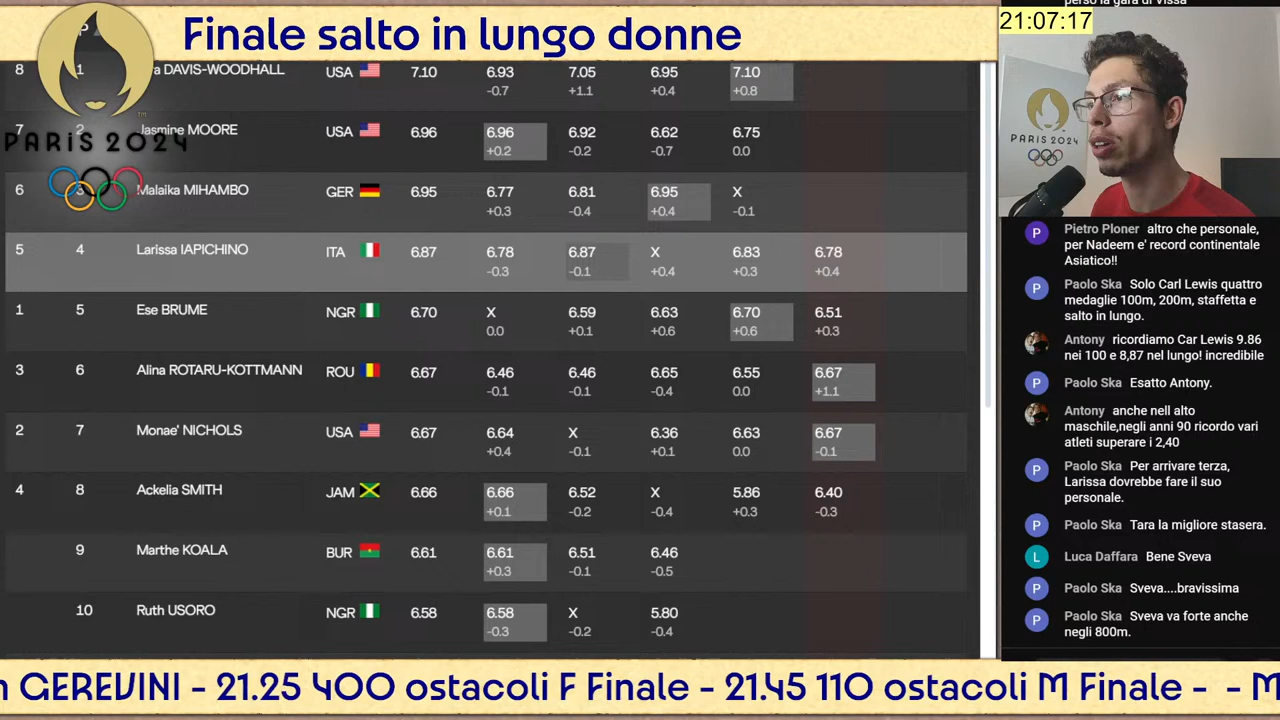 perso la gara di Vissa
21:07:17
Finale salto in lungo donne
PARIS 2024
8 1 DAVIS-WOODHALL USA 7.10 6.93 7.05 6.95 7.10
-0.7 +1.1 +0.4 +0.8
7 2 Jasmine MOORE USA 6.96 6.96 6.92 6.62 6.75
+0.2 -0.2 -0.7 0.0
6 3 Malaika MIHAMBO GER 6.95 6.77 6.81 6.95 X
+0.3 -0.4 +0.4 -0.1
5 4 Larissa IAPICHINO ITA 6.87 6.78 6.87 X 6.83 6.78
-0.3 -0.1 +0.4 +0.3 +0.4
1 5 Ese BRUME NGR 6.70 X 6.59 6.63 6.70 6.51
0.0 +0.1 +0.6 +0.6 +0.3
3 6 Alina ROTARU-KOTTMANN ROU 6.67 6.46 6.46 6.65 6.55 6.67
-0.1 -0.1 -0.4 0.0 +1.1
2 7 Monae' NICHOLS USA 6.67 6.64 X 6.36 6.63 6.67
+0.4 -0.1 +0.1 0.0 -0.1
4 8 Ackelia SMITH JAM 6.66 6.66 6.52 X 5.86 6.40
+0.1 -0.2 -0.4 +0.3 -0.3
9 Marthe KOALA BUR 6.61 6.61 6.51 6.46
+0.3 -0.1 -0.5
10 Ruth USORO NGR 6.58 6.58 X 5.80
-0.3 -0.2 -0.4
PARIS 2024
P Pietro Ploner altro che personale,
per Nadeem e' record continentale
Asiatico!!
P Paolo Ska Solo Carl Lewis quattro
medaglie 100m, 200m, staffetta e
salto in lungo.
Antony ricordiamo Car Lewis 9.86
nei 100 e 8,87 nel lungo! incredibile
P Paolo Ska Esatto Antony.
Antony anche nell alto
maschile,negli anni 90 ricordo vari
atleti superare i 2,40
P Paolo Ska Per arrivare terza,
Larissa dovrebbe fare il suo
personale.
P Paolo Ska Tara la migliore stasera.
L Luca Daffara Bene Sveva
P Paolo Ska Sveva....bravissima
P Paolo Ska Sveva va forte anche
negli 800m.
GEREVINI - 21.25 400 ostacoli F Finale - 21.45 110 ostacoli M Finale - - M